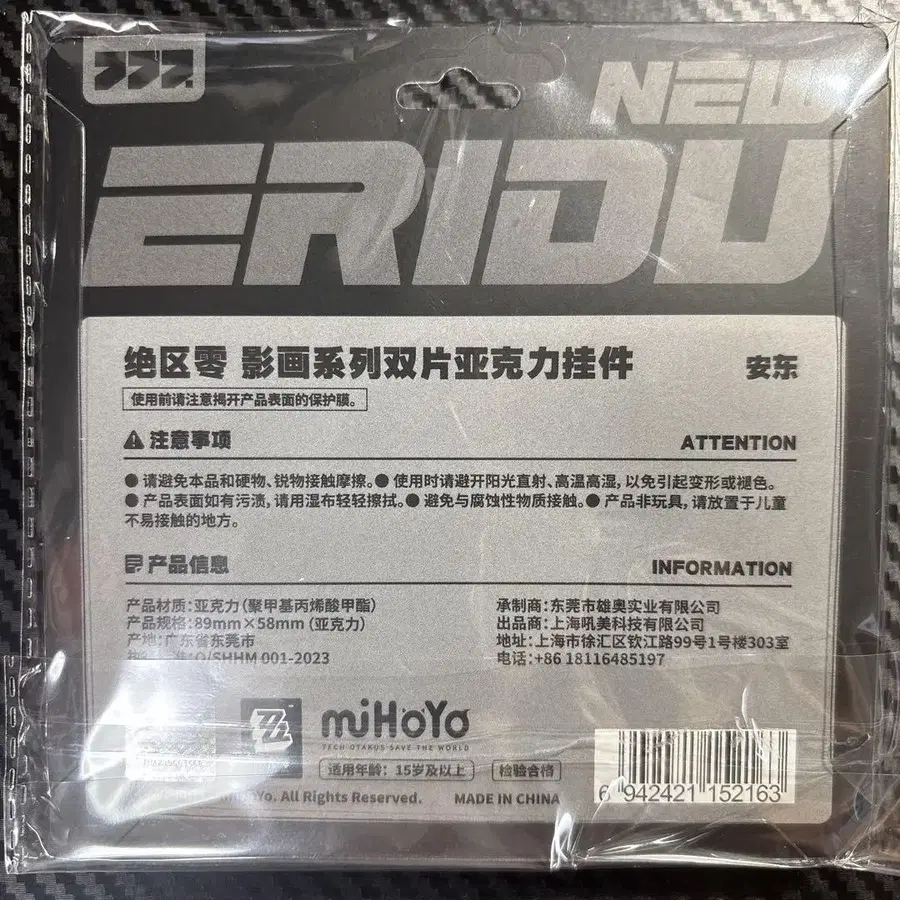 NEW
ERIDU
绝区零 影画系列双片亚克力挂件
安东
使用前请注意揭开产品表面的保护膜。
注意事项
ATTENTION
● 请避免本品和硬物、锐物接触摩擦。● 使用时请避开阳光直射、高温高湿, 以免引起变形或褪色。
● 产品表面如有污渍, 请用湿布轻轻擦拭。● 避免与腐蚀性物质接触。● 产品非玩具, 请放置于儿童
不易接触的地方。
产品信息
INFORMATION
产品材质: 亚克力 (聚甲基丙烯酸甲酯)
产品规格: 89mm×58mm (亚克力)
产地: 广东省东莞市
Q/SHHM 001-2023
承制商: 东莞市雄奥实业有限公司
出品商: 上海吼美科技有限公司
地址: 上海市徐汇区钦江路99号1号楼303室
电话: +86 18116485197
miHoYo
TECH OTAKUS SAVE THE WORLD
适用年龄: 15岁及以上
检验合格
All Rights Reserved.
MADE IN CHINA
6 942421 152163